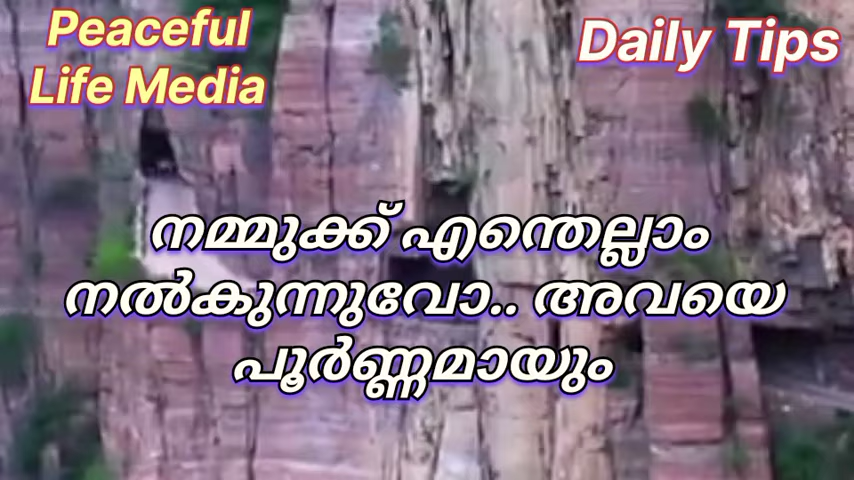 Peaceful
Life Media
Daily Tips
നമ്മുക്ക് എന്തെല്ലാം
നൽകുന്നുവോ.. അവയെ
പൂർണ്ണമായും